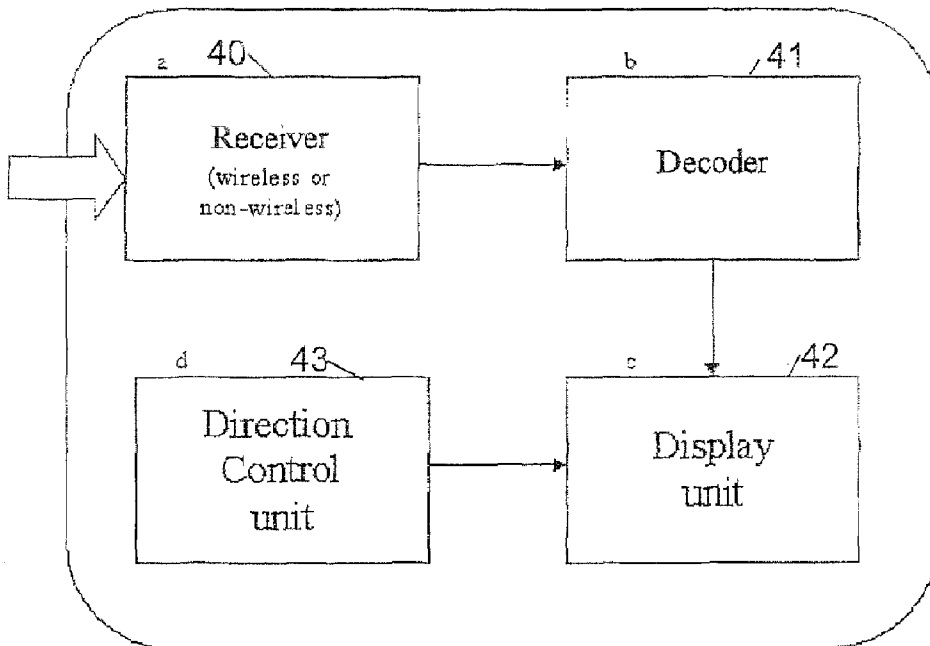 a 40
Receiver
(wireless or
non-wireless)
b 41
Decoder
d 43
Direction
Control
unit
c 42
Display
unit